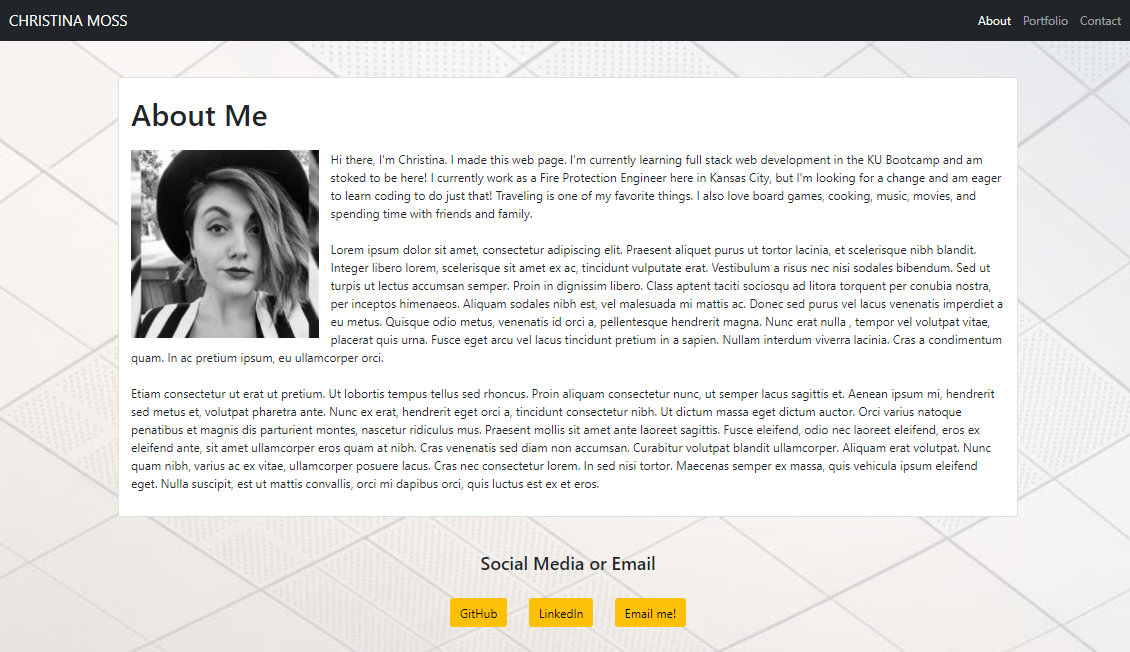 CHRISTINA MOSS
About Portfolio Contact
About Me
Hi there, I'm Christina. I made this web page. I'm currently learning full stack web development in the KU Bootcamp and am
stoked to be here! I currently work as a Fire Protection Engineer here in Kansas City, but I'm looking for a change and am eager
to learn coding to do just that! Traveling is one of my favorite things. I also love board games, cooking, music, movies, and
spending time with friends and family.
Lorem ipsum dolor sit amet, consectetur adipiscing elit. Praesent aliquet purus ut tortor lacinia, et scelerisque nibh blandit.
Integer libero lorem, scelerisque sit amet ex ac, tincidunt vulputate erat. Vestibulum a risus nec nisi sodales bibendum. Sed ut
turpis ut lectus accumsan semper. Proin in dignissim libero. Class aptent taciti sociosqu ad litora torquent per conubia nostra,
per inceptos himenaeos. Aliquam sodales nibh est, vel malesuada mi mattis ac. Donec sed purus vel lacus venenatis imperdiet a
eu metus. Quisque odio metus, venenatis id orci a, pellentesque hendrerit magna. Nunc erat nulla , tempor vel volutpat vitae,
placerat quis urna. Fusce eget arcu vel lacus tincidunt pretium in a sapien. Nullam interdum viverra lacinia. Cras a condimentum
quam. In ac pretium ipsum, eu ullamcorper orci.
Etiam consectetur ut erat ut pretium. Ut lobortis tempus tellus sed rhoncus. Proin aliquam consectetur nunc, ut semper lacus sagittis et. Aenean ipsum mi, hendrerit
sed metus et, volutpat pharetra ante. Nunc ex erat, hendrerit eget orci a, tincidunt consectetur nibh. Ut dictum massa eget dictum auctor. Orci varius natoque
penatibus et magnis dis parturient montes, nascetur ridiculus mus. Praesent mollis sit amet ante laoreet sagittis. Fusce eleifend, odio nec laoreet eleifend, eros ex
eleifend ante, sit amet ullamcorper eros quam at nibh. Cras venenatis sed diam non accumsan. Curabitur volutpat blandit ullamcorper. Aliquam erat volutpat. Nunc
quam nibh, varius ac ex vitae, ullamcorper posuere lacus. Cras nec consectetur lorem. In sed nisi tortor. Maecenas semper ex massa, quis vehicula ipsum eleifend
eget. Nulla suscipit, est ut mattis convallis, orci mi dapibus orci, quis luctus est ex et eros.
Social Media or Email
GitHub LinkedIn Email me!